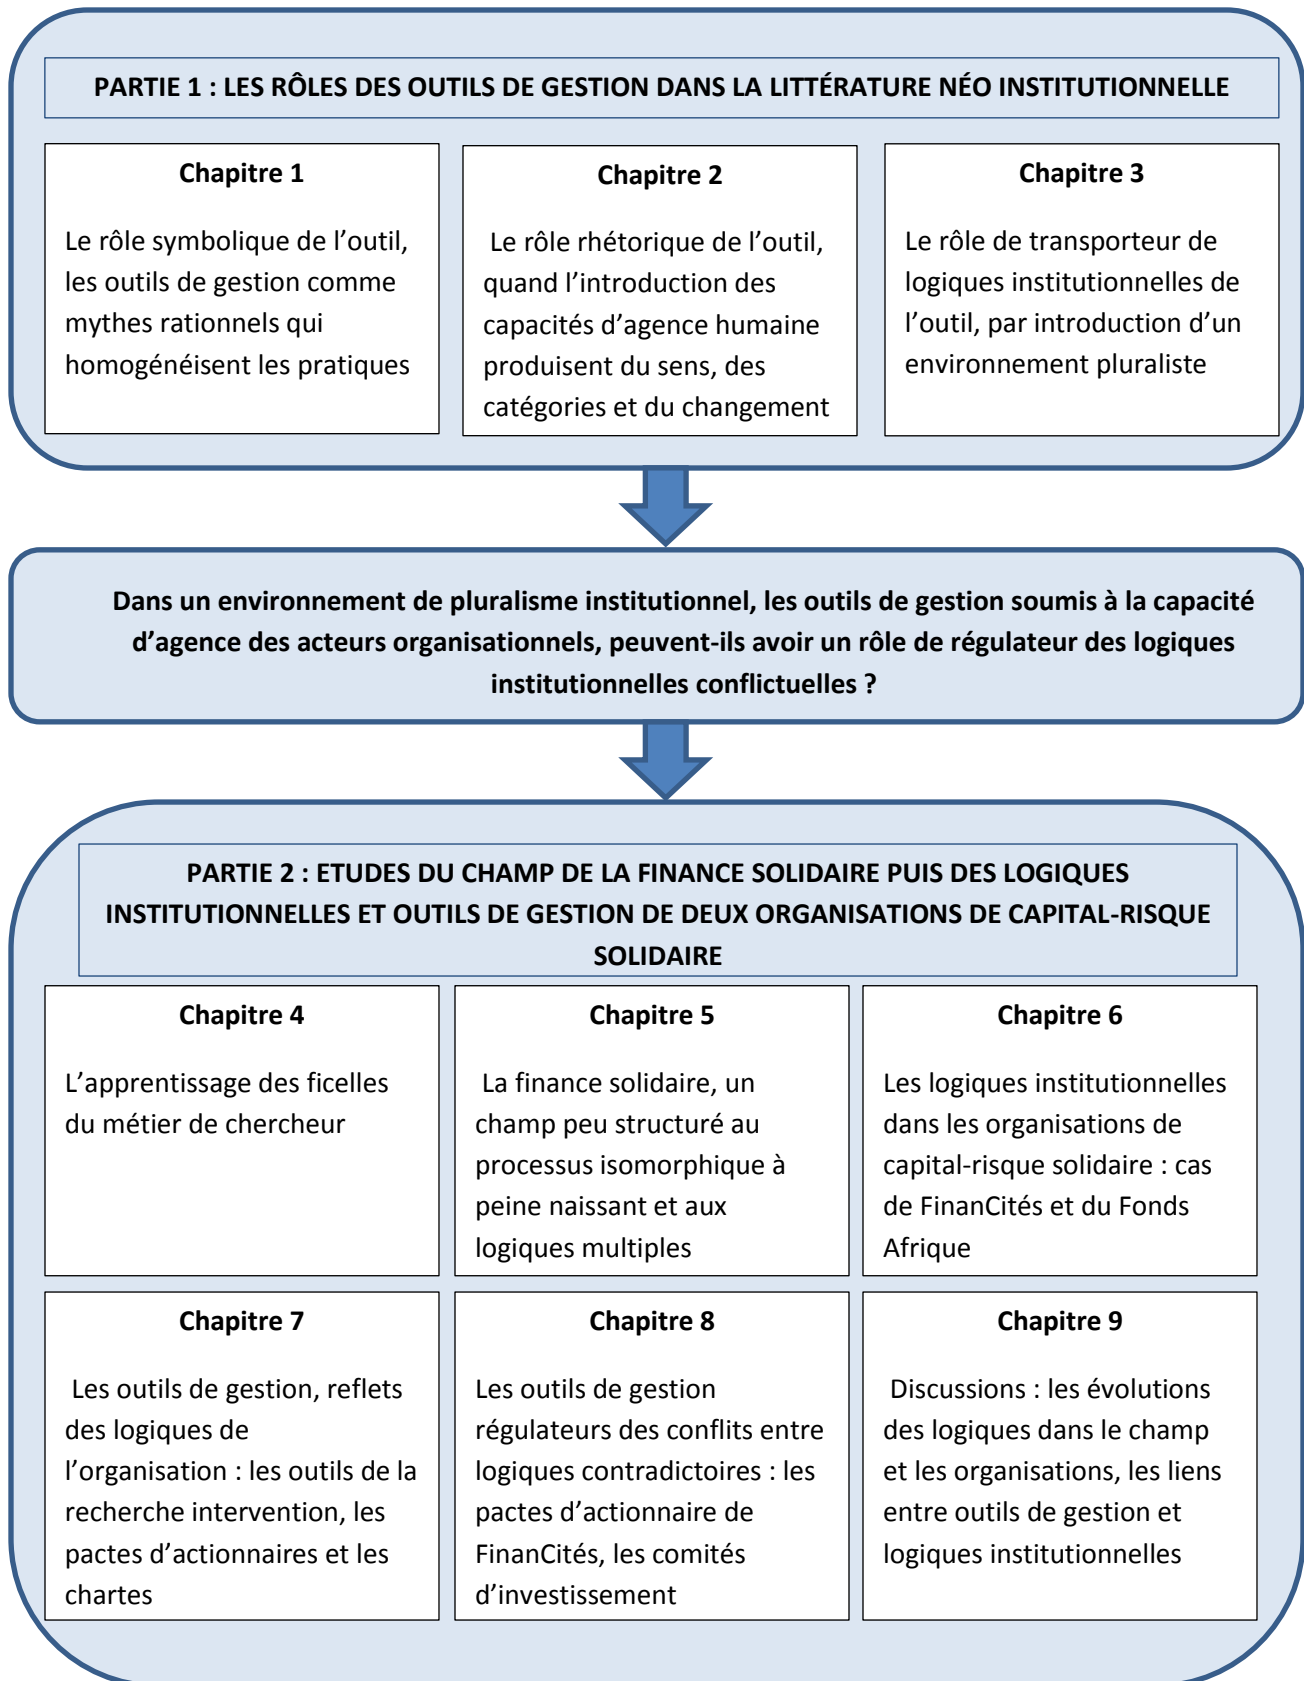 PARTIE 1 : LES RÔLES DES OUTILS DE GESTION DANS LA LITTÉRATURE NÉO INSTITUTIONNELLE
Chapitre 1
Le rôle symbolique de l’outil,
les outils de gestion comme
mythes rationnels qui
homogénéisent les pratiques
Chapitre 2
Le rôle rhétorique de l’outil,
quand l’introduction des
capacités d’agence humaine
produisent du sens, des
catégories et du changement
Chapitre 3
Le rôle de transporteur de
logiques institutionnelles de
l’outil, par introduction d’un
environnement pluraliste
Dans un environnement de pluralisme institutionnel, les outils de gestion soumis à la capacité
d’agence des acteurs organisationnels, peuvent-ils avoir un rôle de régulateur des logiques
institutionnelles conflictuelles ?
PARTIE 2 : ETUDES DU CHAMP DE LA FINANCE SOLIDAIRE PUIS DES LOGIQUES
INSTITUTIONNELLES ET OUTILS DE GESTION DE DEUX ORGANISATIONS DE CAPITAL-RISQUE
SOLIDAIRE
Chapitre 4
L’apprentissage des ficelles
du métier de chercheur
Chapitre 5
La finance solidaire, un
champ peu structuré au
processus isomorphique à
peine naissant et aux
logiques multiples
Chapitre 6
Les logiques institutionnelles
dans les organisations de
capital-risque solidaire : cas
de FinanCités et du Fonds
Afrique
Chapitre 7
Les outils de gestion, reflets
des logiques de
l’organisation : les outils de la
recherche intervention, les
pactes d’actionnaires et les
chartes
Chapitre 8
Les outils de gestion
régulateurs des conflits entre
logiques contradictoires : les
pactes d’actionnaire de
FinanCités, les comités
d’investissement
Chapitre 9
Discussions : les évolutions
des logiques dans le champ
et les organisations, les liens
entre outils de gestion et
logiques institutionnelles